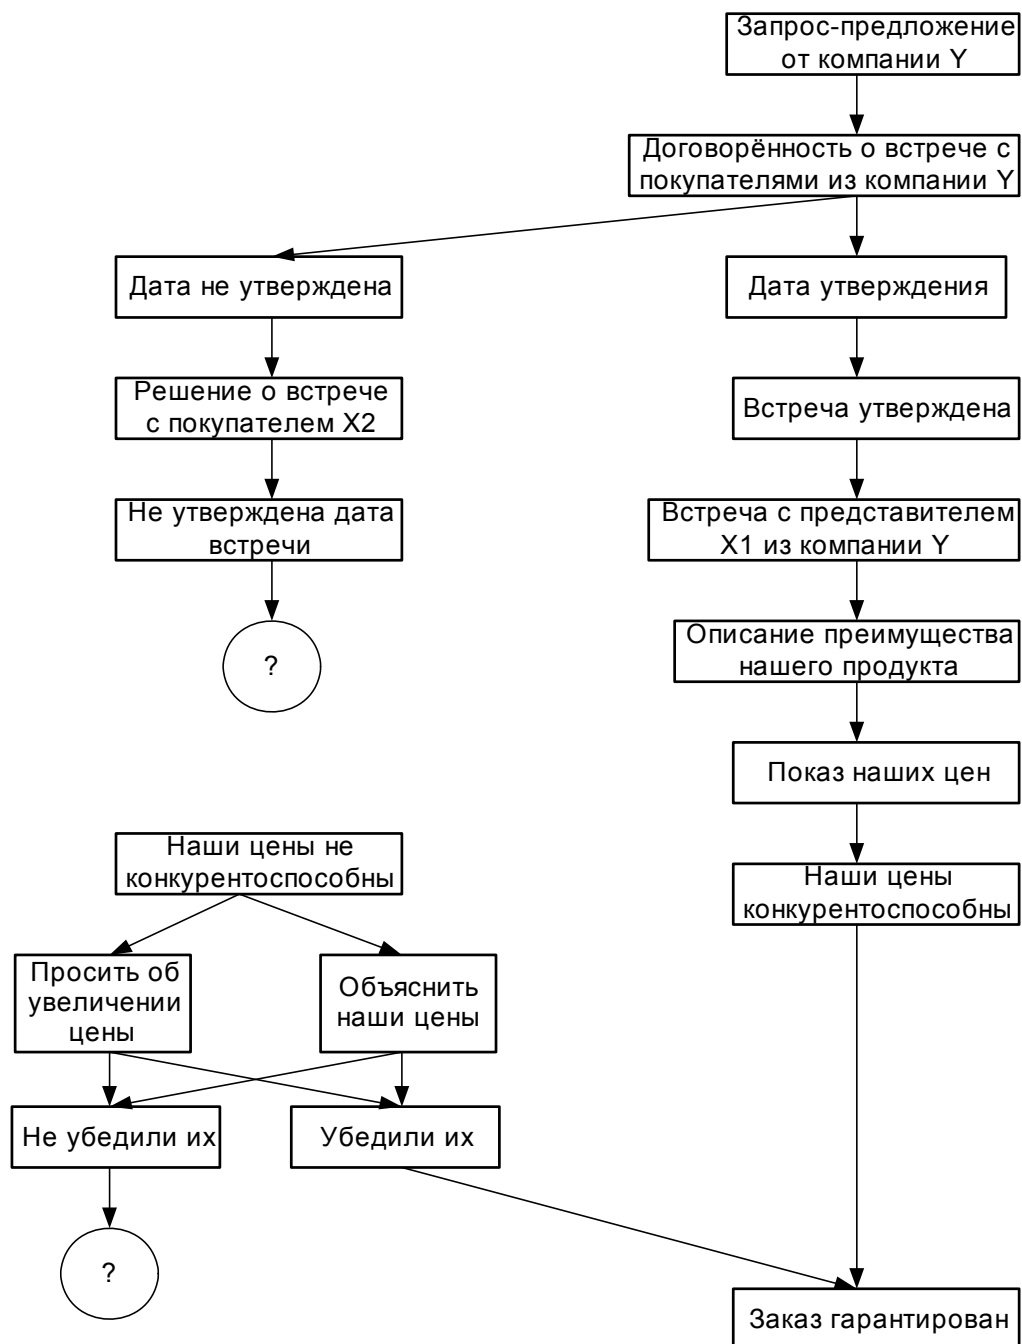 Запрос-предложение
от компании Y
Договорённость о встрече с
покупателями из компании Y
Дата не утверждена
Дата утверждения
Решение о встрече
с покупателем X2
Встреча утверждена
Не утверждена дата
встречи
Встреча с представителем
X1 из компании Y
?
Описание преимущества
нашего продукта
Показ наших цен
Наши цены не
конкурентоспособны
Наши цены
конкурентоспособны
Просить об
увеличении
цены
Объяснить
наши цены
Не убедили их
Убедили их
?
Заказ гарантирован